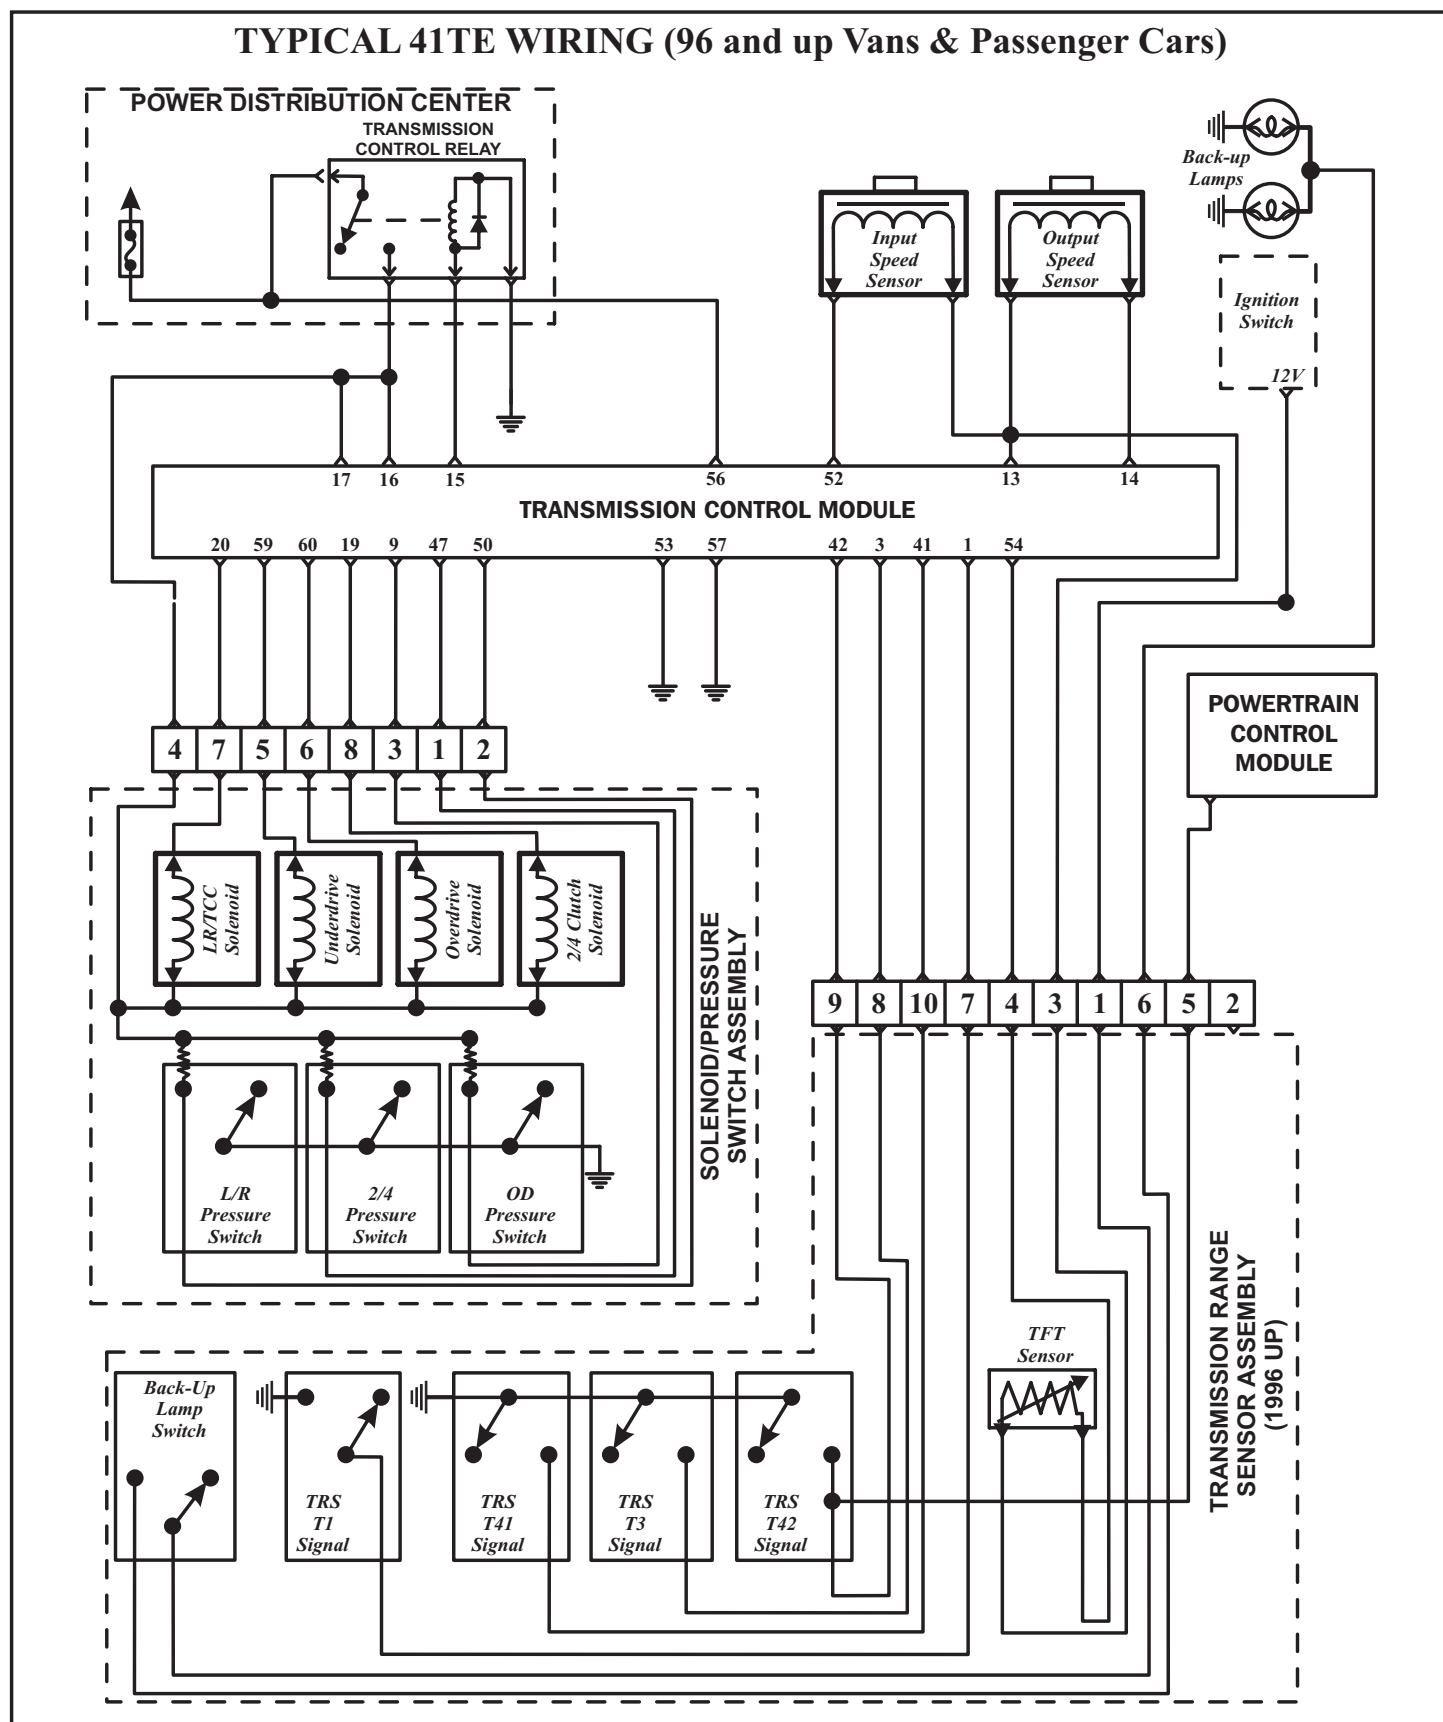 TYPICAL 41TE WIRING (96 and up Vans & Passenger Cars)
POWER DISTRIBUTION CENTER
TRANSMISSION
CONTROL RELAY
Back-up
Lamps
Input
Speed
Sensor
Output
Speed
Sensor
Ignition
Switch
12V
17 16 15 56 52 13 14
TRANSMISSION CONTROL MODULE
20 59 60 19 9 47 50 53 57 42 3 41 1 54
POWERTRAIN
CONTROL
MODULE
4 7 5 6 8 3 1 2
LR/TCC
Solenoid
Underdrive
Solenoid
Overdrive
Solenoid
2/4 Clutch
Solenoid
SOLENOID/PRESSURE
SWITCH ASSEMBLY
9 8 10 7 4 3 1 6 5 2
L/R
Pressure
Switch
2/4
Pressure
Switch
OD
Pressure
Switch
TRANSMISSION RANGE
SENSOR ASSEMBLY
(1996 UP)
TFT
Sensor
Back-Up
Lamp
Switch
TRS
T1
Signal
TRS
T41
Signal
TRS
T3
Signal
TRS
T42
Signal